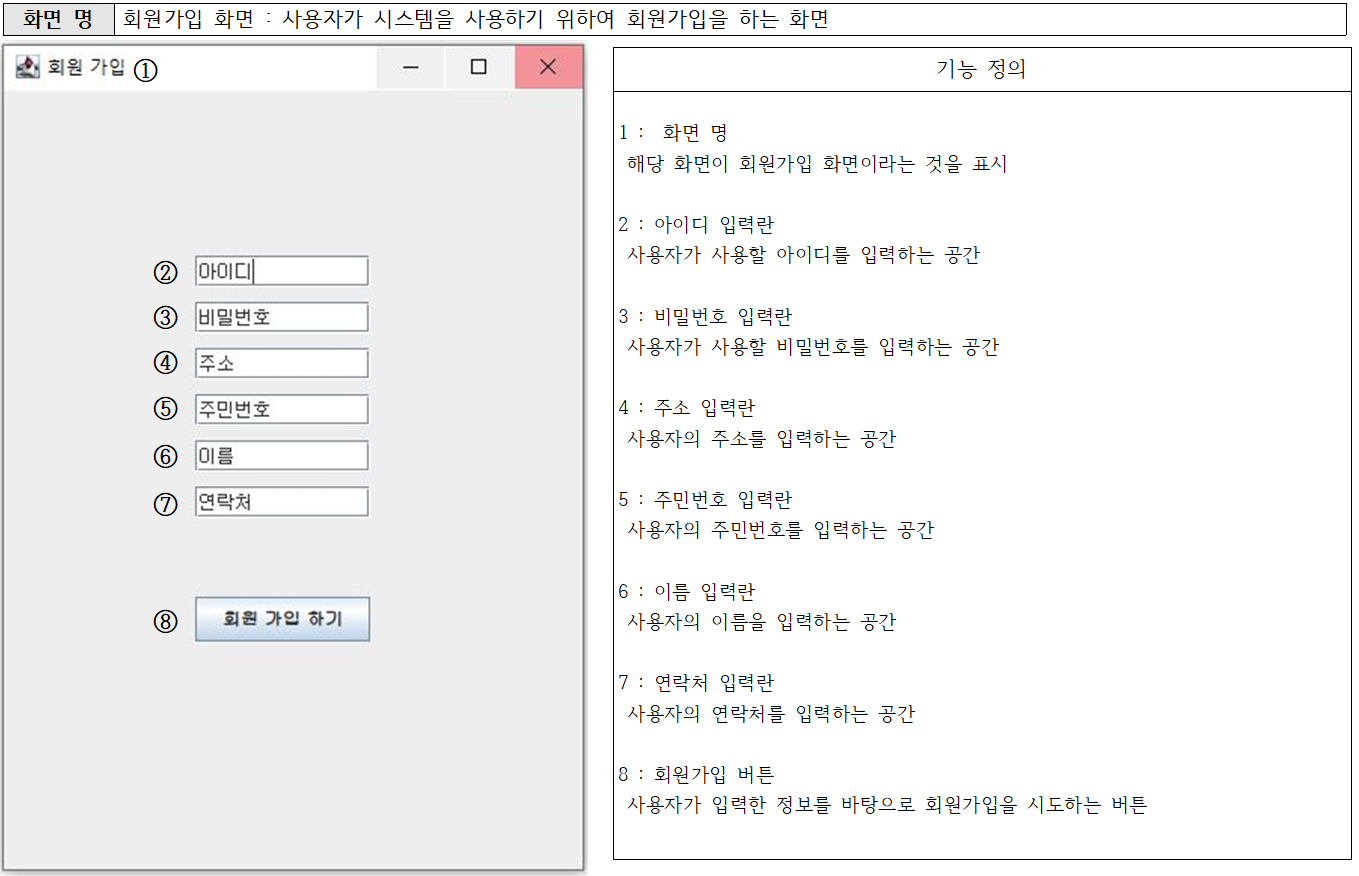 화면 명 회원가입 화면 : 사용자가 시스템을 사용하기 위하여 회원가입을 하는 화면
회원 가입 ①
② 아이디
③ 비밀번호
④ 주소
⑤ 주민번호
⑥ 이름
⑦ 연락처
⑧ 회원 가입 하기
기능 정의
1 : 화면 명
해당 화면이 회원가입 화면이라는 것을 표시
2 : 아이디 입력란
사용자가 사용할 아이디를 입력하는 공간
3 : 비밀번호 입력란
사용자가 사용할 비밀번호를 입력하는 공간
4 : 주소 입력란
사용자의 주소를 입력하는 공간
5 : 주민번호 입력란
사용자의 주민번호를 입력하는 공간
6 : 이름 입력란
사용자의 이름을 입력하는 공간
7 : 연락처 입력란
사용자의 연락처를 입력하는 공간
8 : 회원가입 버튼
사용자가 입력한 정보를 바탕으로 회원가입을 시도하는 버튼